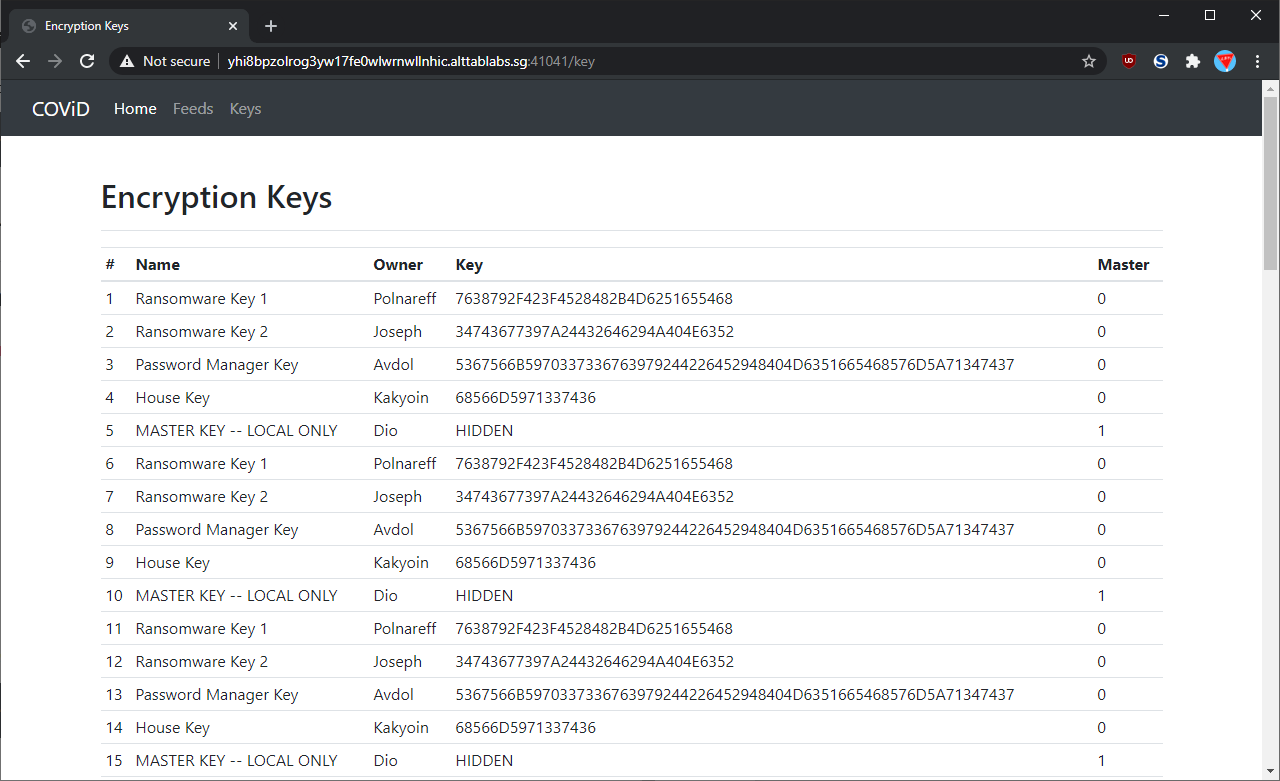 Encryption Keys
Not secure yhi8bpzolrog3yw17fe0wlwrnwllnhic.alttablabs.sg:41041/key
COViD Home Feeds Keys
Encryption Keys
# Name Owner Key Master
1 Ransomware Key 1 Polnareff 7638792F423F4528482B4D6251655468 0
2 Ransomware Key 2 Joseph 34743677397A24432646294A404E6352 0
3 Password Manager Key Avdol 5367566B5970337336763979244226452948404D6351665468576D5A71347437 0
4 House Key Kakyoin 68566D5971337436 0
5 MASTER KEY -- LOCAL ONLY Dio HIDDEN 1
6 Ransomware Key 1 Polnareff 7638792F423F4528482B4D6251655468 0
7 Ransomware Key 2 Joseph 34743677397A24432646294A404E6352 0
8 Password Manager Key Avdol 5367566B5970337336763979244226452948404D6351665468576D5A71347437 0
9 House Key Kakyoin 68566D5971337436 0
10 MASTER KEY -- LOCAL ONLY Dio HIDDEN 1
11 Ransomware Key 1 Polnareff 7638792F423F4528482B4D6251655468 0
12 Ransomware Key 2 Joseph 34743677397A24432646294A404E6352 0
13 Password Manager Key Avdol 5367566B5970337336763979244226452948404D6351665468576D5A71347437 0
14 House Key Kakyoin 68566D5971337436 0
15 MASTER KEY -- LOCAL ONLY Dio HIDDEN 1